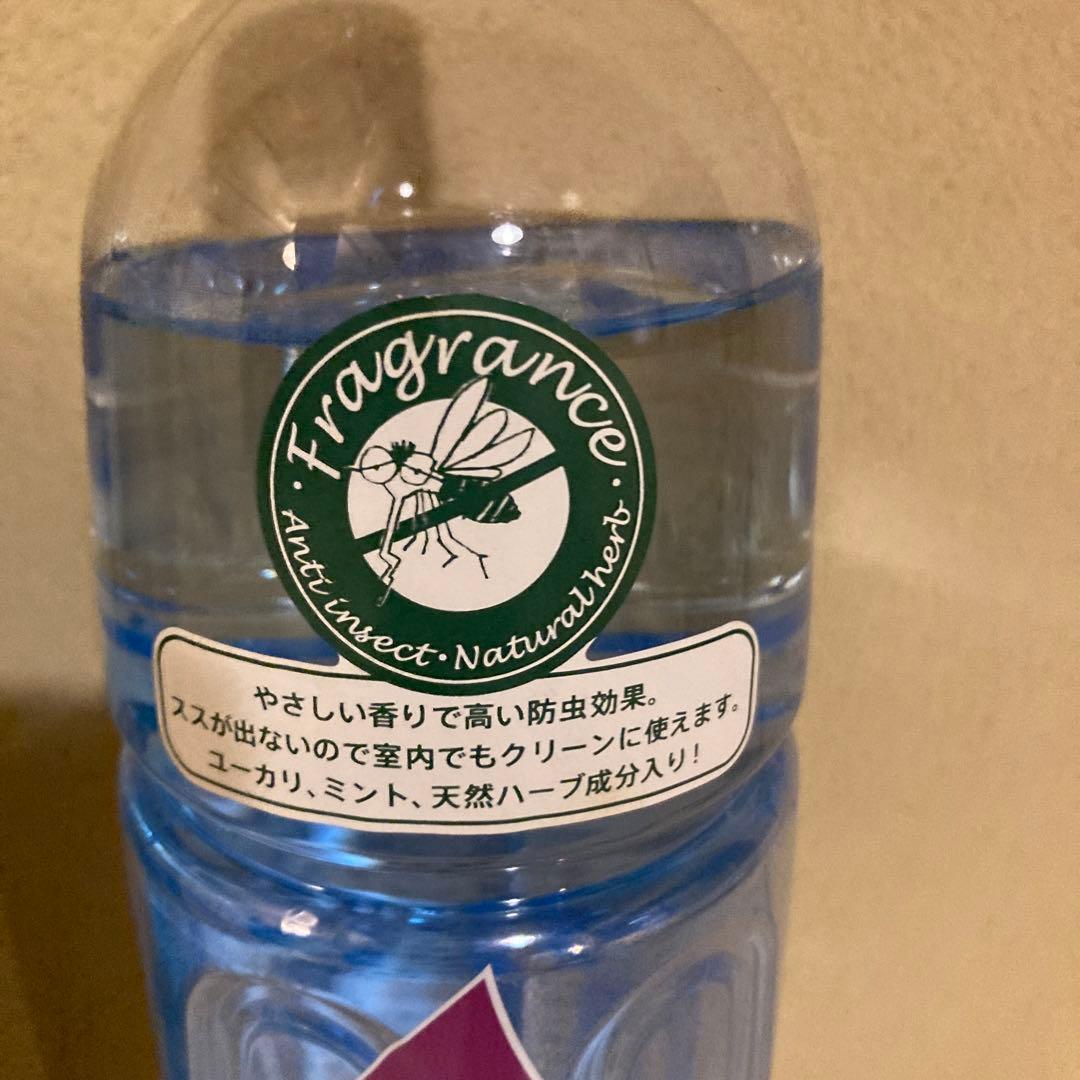 ・Fragrance・
Anti insect・Natural herb
やさしい香りで高い防虫効果。
ススが出ないので室内でもクリーンに使えます。
ユーカリ、ミント、天然ハーブ成分入り!